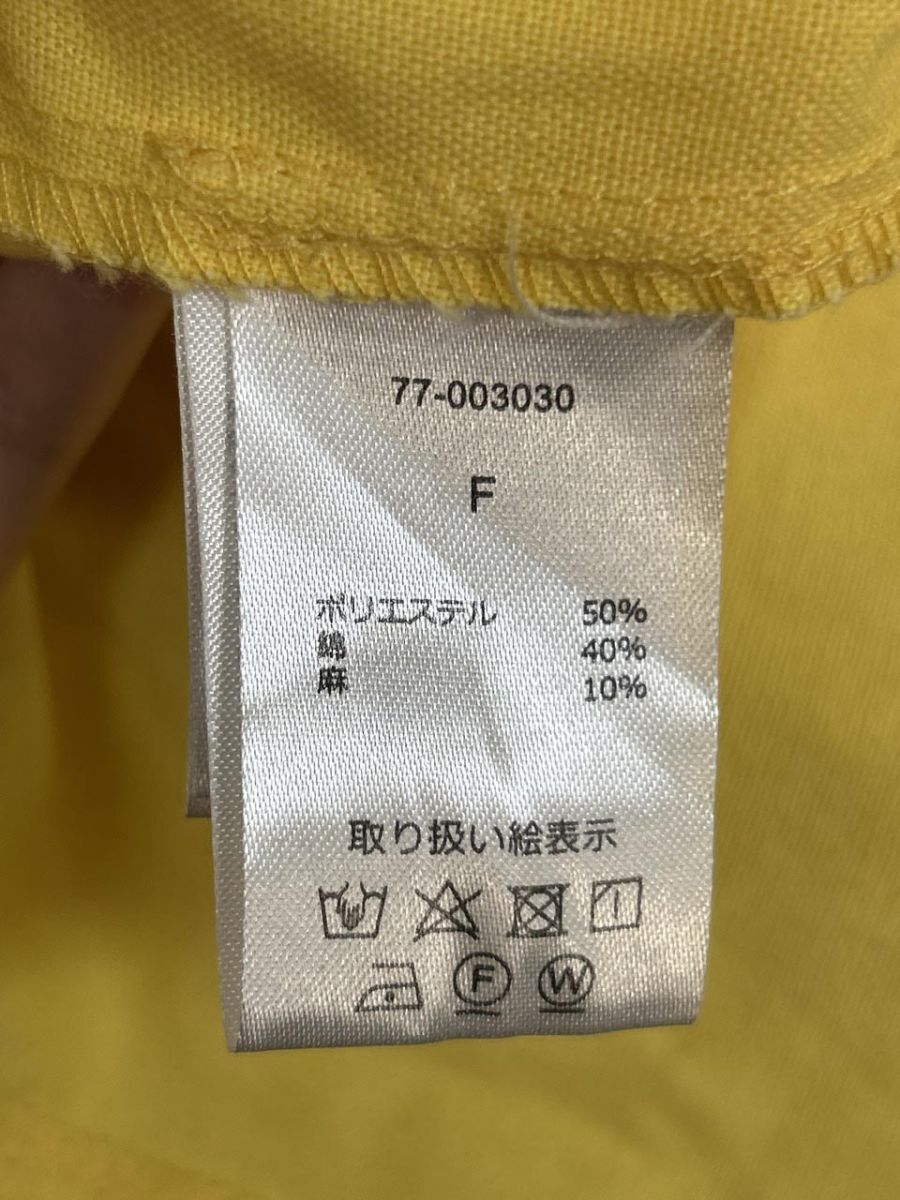 77-003030
F
ポリエステル 50%
綿 40%
麻 10%
取り扱い絵表示
F W